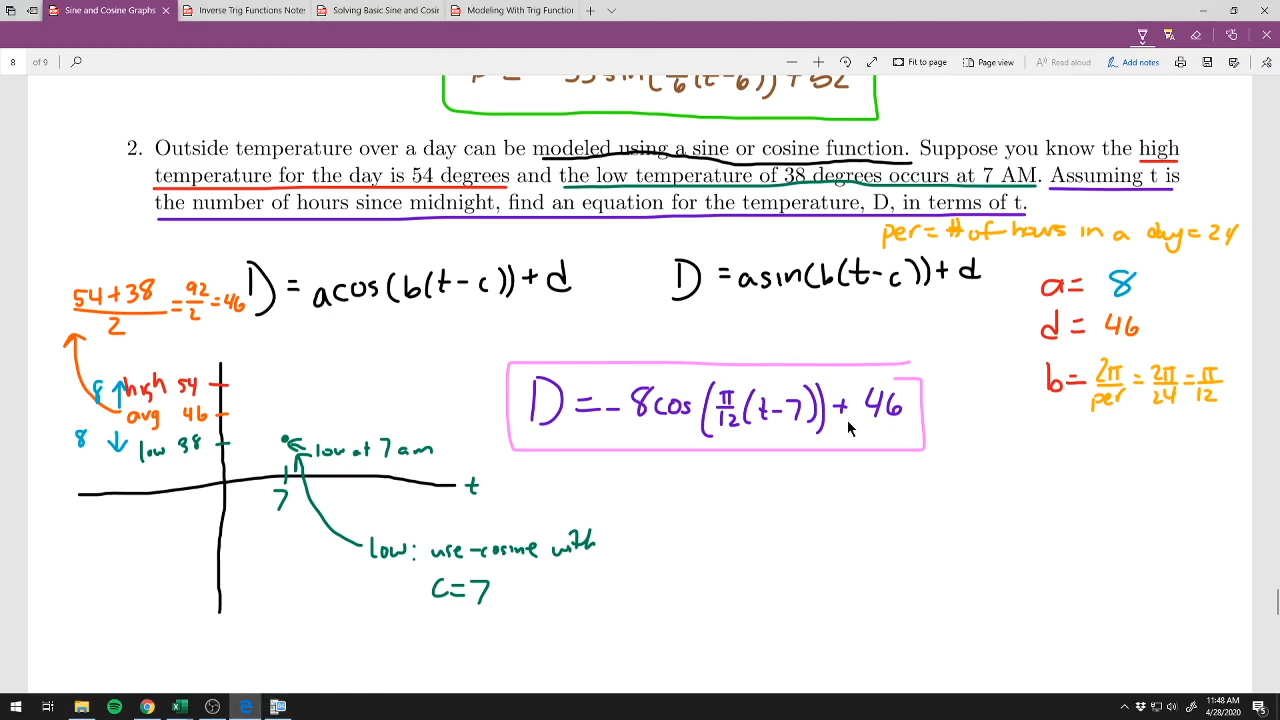 Sine and Cosine Graphs
Inverse Trig Functions Notes
Solving Basic Sine and Cosin
Modeling With Trig Function
8 of 9
Fit to page
Page view
Read aloud
Add notes
2. Outside temperature over a day can be modeled using a sine or cosine function. Suppose you know the high
temperature for the day is 54 degrees and the low temperature of 38 degrees occurs at 7 AM. Assuming t is
the number of hours since midnight, find an equation for the temperature, D, in terms of t.
per = # of hours in a day = 24
D = acos(b(t-c))+d
D = asin(b(t-c))+d
54+38/2 = 92/2 = 46
a = 8
d = 46
b = 2π/per = 2π/24 = π/12
8 ↑ high 54
avg 46
8 ↓ low 38
D = -8cos(π/12(t-7)) + 46
low at 7 am
7
t
low: use -cosine with
c=7
11:48 AM
4/28/2020